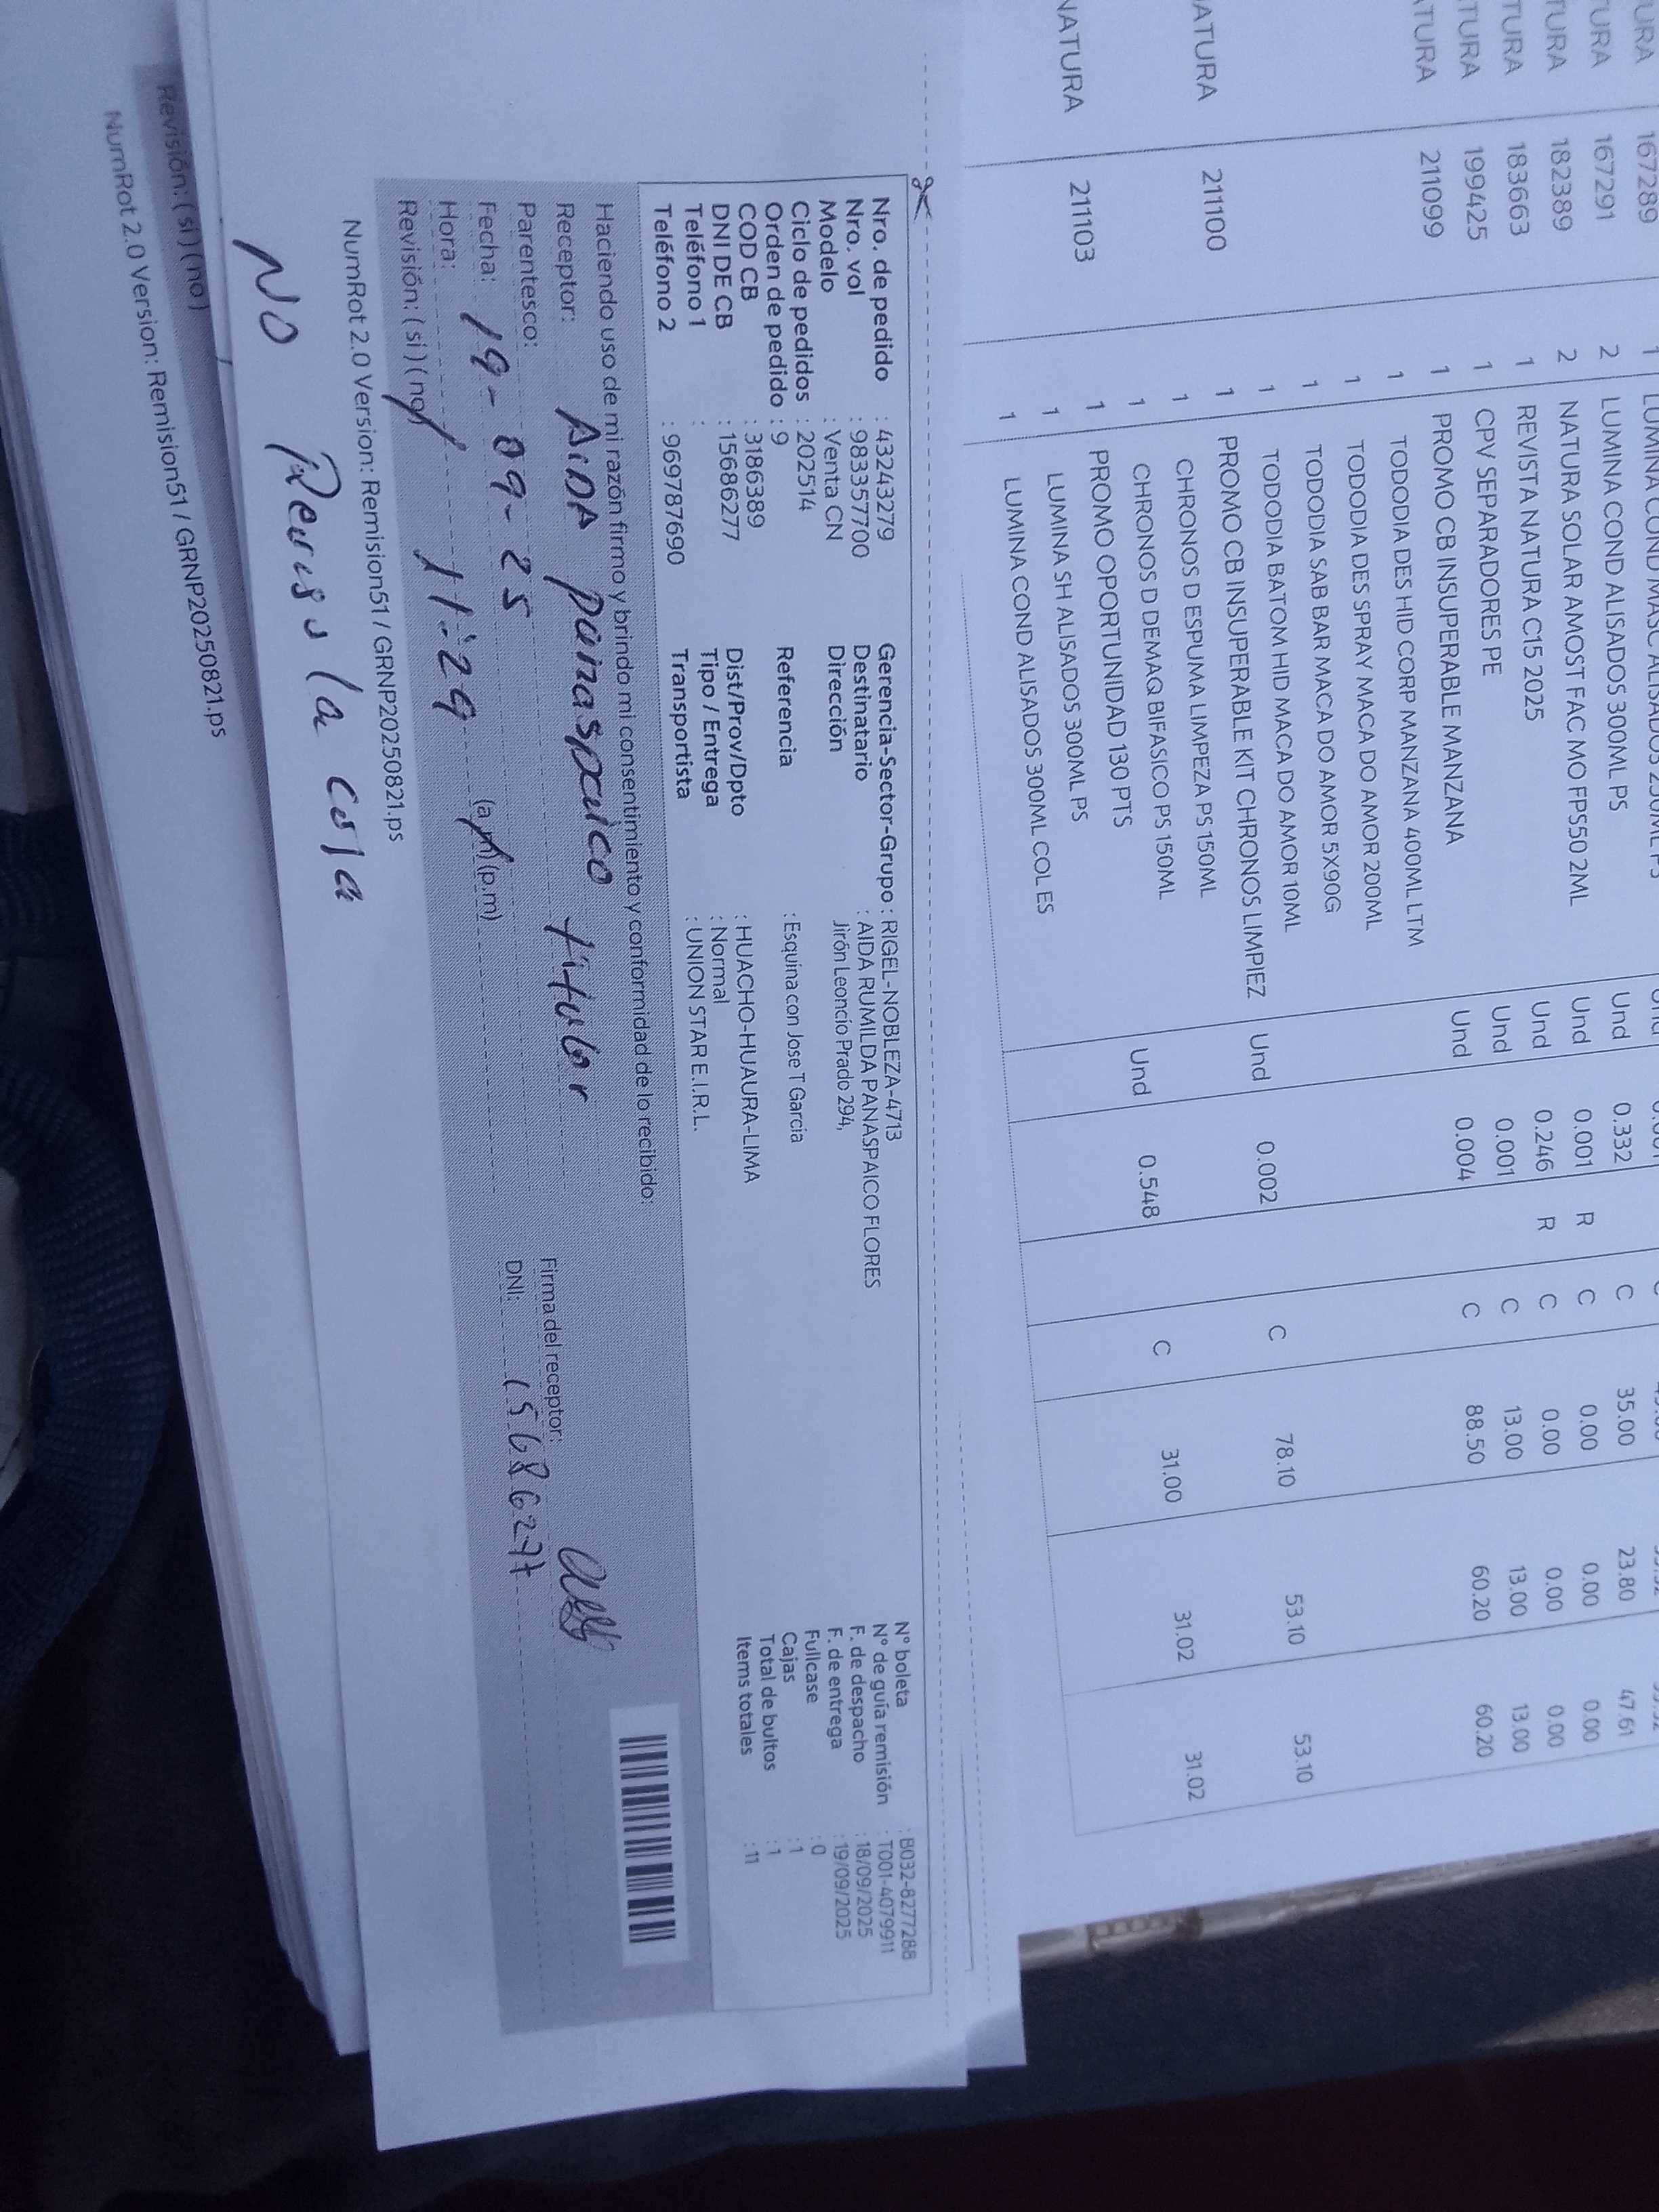 167289 1
NATURA 167291 2 LUMINA COND ALISADOS 300ML PS Und 0.332 C 35.00 23.80 47.61
182389 2 NATURA SOLAR AMOST FAC MO FPS50 2ML Und 0.001 R C 0.00 0.00 0.00
183663 1 REVISTA NATURA C15 2025 Und 0.246 R C 0.00 0.00 0.00
199425 1 CPV SEPARADORES PE Und 0.001 C 13.00 13.00 13.00
211099 1 PROMO CB INSUPERABLE MANZANA Und 0.004 C 88.50 60.20 60.20
1 TODODIA DES HID CORP MANZANA 400ML LTM
1 TODODIA DES SPRAY MACA DO AMOR 200ML
1 TODODIA SAB BAR MACA DO AMOR 5X90G
1 TODODIA BATOM HID MACA DO AMOR 10ML
211100 1 PROMO CB INSUPERABLE KIT CHRONOS LIMPIEZ Und 0.002 C 78.10 53.10 53.10
1 CHRONOS D ESPUMA LIMPEZA PS 150ML
1 CHRONOS D DEMAQ BIFASICO PS 150ML
NATURA 211103 1 PROMO OPORTUNIDAD 130 PTS Und 0.548 C 31.00 31.02 31.02
1 LUMINA SH ALISADOS 300ML PS
1 LUMINA COND ALISADOS 300ML COL ES
Nro. de pedido : 43243279 Gerencia-Sector-Grupo : RIGEL-NOBLEZA-4713 N° boleta : B032-8277288
Nro. vol : 983357700 Destinatario : AIDA RUMILDA PANASPAICO FLORES N° de guía remisión : T001-4079911
Modelo : Venta CN Dirección Jirón Leoncio Prado 294, F. de despacho : 18/09/2025
Ciclo de pedidos : 202514 F. de entrega : 19/09/2025
Orden de pedido : 9 Referencia : Esquina con Jose T Garcia Fullcase : 0
COD CB : 3186389 Cajas : 1
DNI DE CB : 15686277 Dist/Prov/Dpto : HUACHO-HUAURA-LIMA Total de bultos : 1
Teléfono 1 : Tipo / Entrega : Normal Items totales : 11
Teléfono 2 : 969787690 Transportista : UNION STAR E.I.R.L.
Haciendo uso de mi razón firmo y brindo mi consentimiento y conformidad de lo recibido:
Receptor: AiDA panaspaico titular Firma del receptor:
Parentesco: DNI: 15686277
Fecha: 19-09-25
Hora: 11:29 (a.m) (p.m)
Revisión: ( si ) ( no )
NumRot 2.0 Version: Remision51 / GRNP20250821.ps
NO Reviso la caja
Revisión: ( si ) ( no )
NumRot 2.0 Version: Remision51 / GRNP20250821.ps